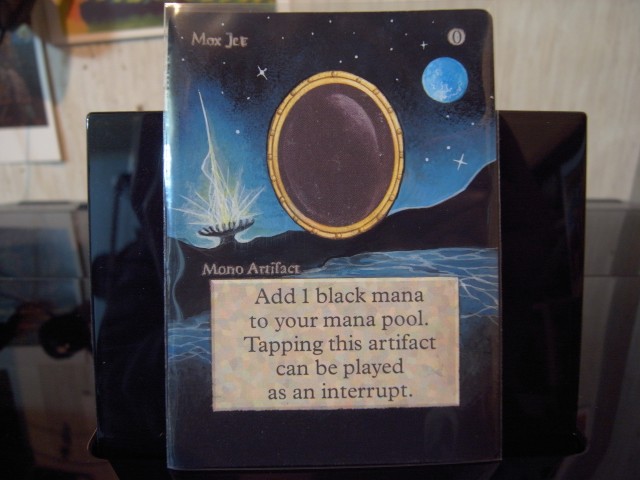 Mox Jet
0
Mono Artifact
Add 1 black mana
to your mana pool.
Tapping this artifact
can be played
as an interrupt.